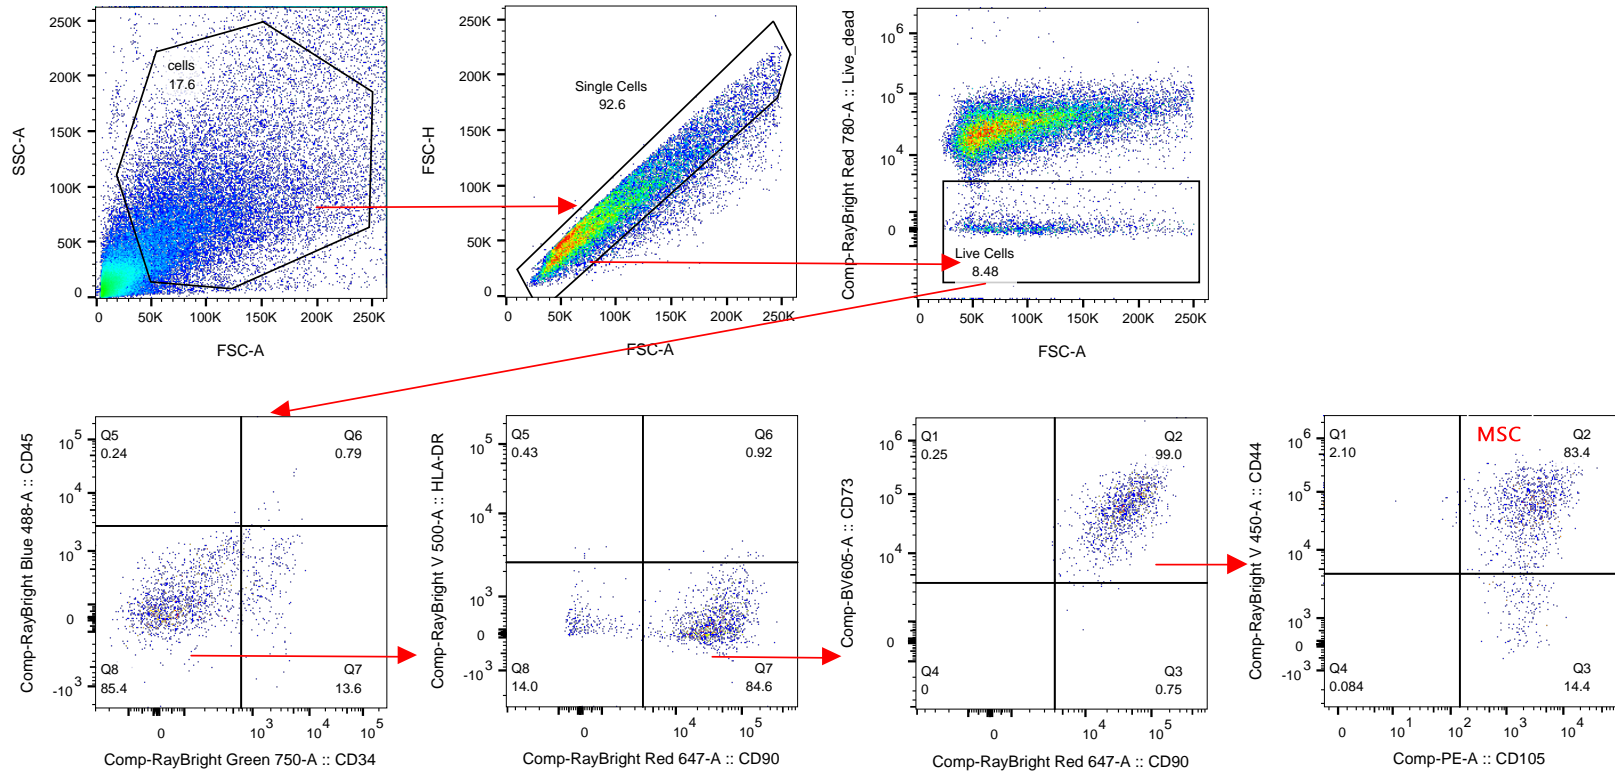 250K
200K
150K
100K
50K
0
SSC-A
cells
17.6
0
50K
100K
150K
200K
250K
FSC-A
250K
200K
150K
100K
50K
0
FSC-H
Single Cells
92.6
0
50K
100K
150K
200K
250K
FSC-A
10^6
10^5
10^4
0
Comp-RayBright Red 780-A :: Live_dead
Live Cells
8.48
0
50K
100K
150K
200K
250K
FSC-A
Comp-RayBright Blue 488-A :: CD45
10^5
10^4
10^3
0
-10^3
Q5
0.24
Q6
0.79
Q8
85.4
Q7
13.6
0
10^3
10^4
10^5
Comp-RayBright Green 750-A :: CD34
Comp-RayBright V 500-A :: HLA-DR
10^5
10^4
10^3
0
-10^3
Q5
0.43
Q6
0.92
Q8
14.0
Q7
84.6
0
10^4
10^5
Comp-RayBright Red 647-A :: CD90
Comp-BV605-A :: CD73
10^6
10^5
10^4
0
Q1
0.25
Q2
99.0
Q4
0
Q3
0.75
10^4
10^5
Comp-RayBright Red 647-A :: CD90
Comp-RayBright V 450-A :: CD44
10^6
10^5
10^4
10^3
0
-10^3
Q1
2.10
MSC
Q2
83.4
Q4
0.084
Q3
14.4
0
10^1
10^2
10^3
10^4
10^5
Comp-PE-A :: CD105